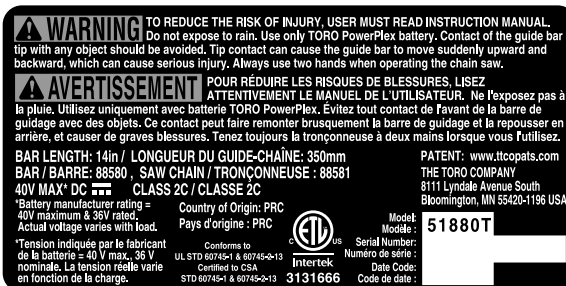 WARNING TO REDUCE THE RISK OF INJURY, USER MUST READ INSTRUCTION MANUAL.
Do not expose to rain. Use only TORO PowerPlex battery. Contact of the guide bar
tip with any object should be avoided. Tip contact can cause the guide bar to move suddenly upward and
backward, which can cause serious injury. Always use two hands when operating the chain saw.
AVERTISSEMENT POUR RÉDUIRE LES RISQUES DE BLESSURES, LISEZ
ATTENTIVEMENT LE MANUEL DE L'UTILISATEUR. Ne l'exposez pas à
la pluie. Utilisez uniquement avec batterie TORO PowerPlex. Évitez tout contact de l'avant de la barre de
guidage avec des objets. Ce contact peut faire remonter brusquement la barre de guidage et la repousser en
arrière, et causer de graves blessures. Tenez toujours la tronçonneuse à deux mains lorsque vous l'utilisez.
BAR LENGTH: 14in / LONGUEUR DU GUIDE-CHAÎNE: 350mm
BAR / BARRE: 88580 , SAW CHAIN / TRONÇONNEUSE : 88581
40V MAX* DC CLASS 2C / CLASSE 2C
*Battery manufacturer rating =
40V maximum & 36V rated.
Actual voltage varies with load.
*Tension indiquée par le fabricant
de la batterie = 40 V max., 36 V
nominale. La tension réelle varie
en fonction de la charge.
Country of Origin: PRC
Pays d'origine : PRC
Conforms to
UL STD 60745-1 & 60745-2-13
Certified to CSA
STD 60745-1 & 60745-2-13
C ETL US
Intertek
3131666
PATENT: www.ttcopats.com
THE TORO COMPANY
8111 Lyndale Avenue South
Bloomington, MN 55420-1196 USA
Model: 51880T
Modèle :
Serial Number:
Numéro de série :
Date Code:
Code de date :